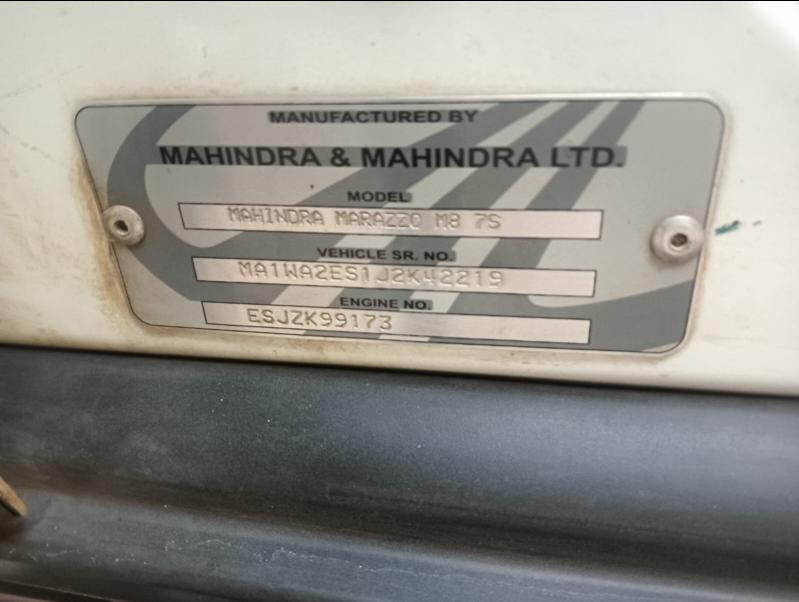 MANUFACTURED BY
MAHINDRA & MAHINDRA LTD.
MODEL
MAHINDRA MARAZZO M8 7S
VEHICLE SR. NO.
MA1WA2ES1J2K42219
ENGINE NO.
ESJZK99173